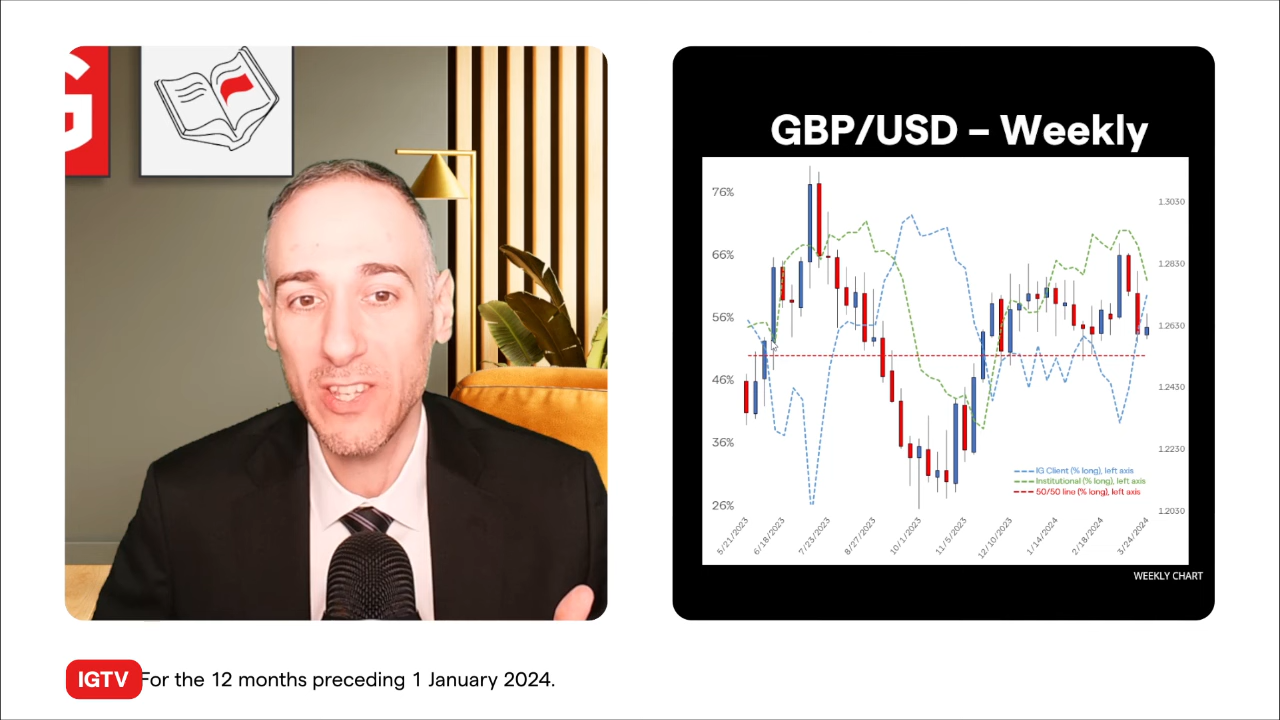 G
GBP/USD – Weekly
76%
66%
56%
46%
36%
26%
1.3030
1.2830
1.2630
1.2430
1.2230
1.2030
IG Client (% long), left axis
Institutional (% long), left axis
50/50 line (% long), left axis
5/21/2023
6/18/2023
7/23/2023
8/27/2023
10/1/2023
11/5/2023
12/10/2023
1/14/2024
2/18/2024
3/24/2024
WEEKLY CHART
IGTV
For the 12 months preceding 1 January 2024.